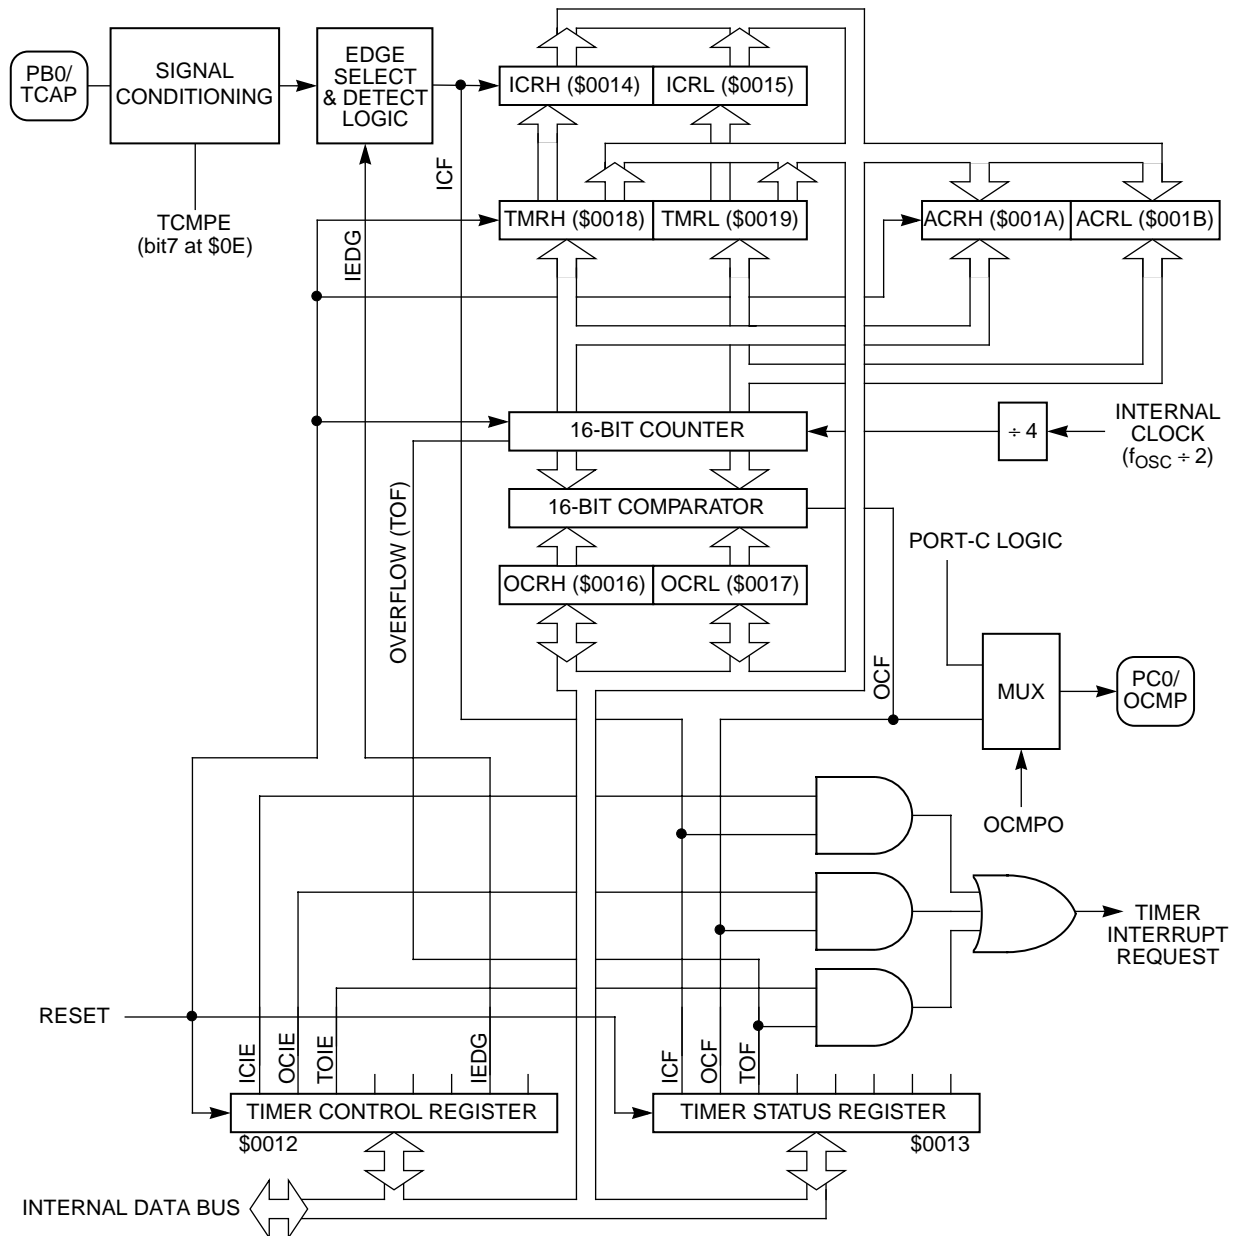 PB0/
TCAP
SIGNAL
CONDITIONING
EDGE
SELECT
& DETECT
LOGIC
ICRH ($0014)
ICRL ($0015)
ICF
TCMPE
(bit7 at $0E)
IEDG
TMRH ($0018)
TMRL ($0019)
ACRH ($001A)
ACRL ($001B)
16-BIT COUNTER
÷ 4
INTERNAL
CLOCK
(fOSC ÷ 2)
16-BIT COMPARATOR
OVERFLOW (TOF)
PORT-C LOGIC
OCRH ($0016)
OCRL ($0017)
OCF
MUX
PC0/
OCMP
OCMPO
TIMER
INTERRUPT
REQUEST
RESET
ICIE
OCIE
TOIE
IEDG
ICF
OCF
TOF
TIMER CONTROL REGISTER
$0012
TIMER STATUS REGISTER
$0013
INTERNAL DATA BUS